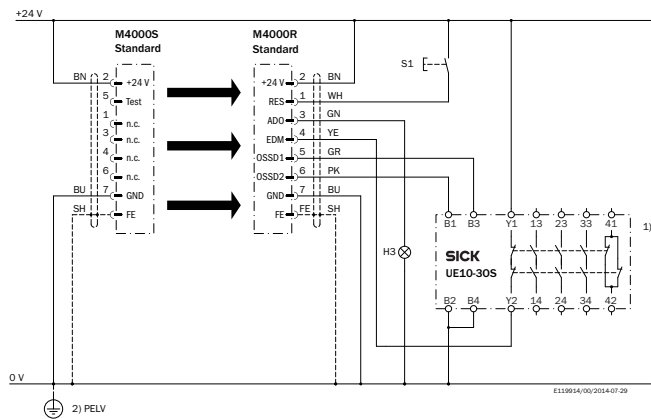 +24 V
M4000S
Standard
M4000R
Standard
BN 2 +24 V
5 Test
1 n.c.
3 n.c.
4 n.c.
6 n.c.
BU 7 GND
SH FE
+24 V 2 BN
RES 1 WH
ADO 3 GN
EDM 4 YE
OSSD1 5 GR
OSSD2 6 PK
GND 7 BU
FE FE SH
S1
H3
B1 B3 Y1 13 23 33 41
1)
SICK
UE10-30S
B2 B4 Y2 14 24 34 42
0 V
E119914/00/2014-07-29
2) PELV